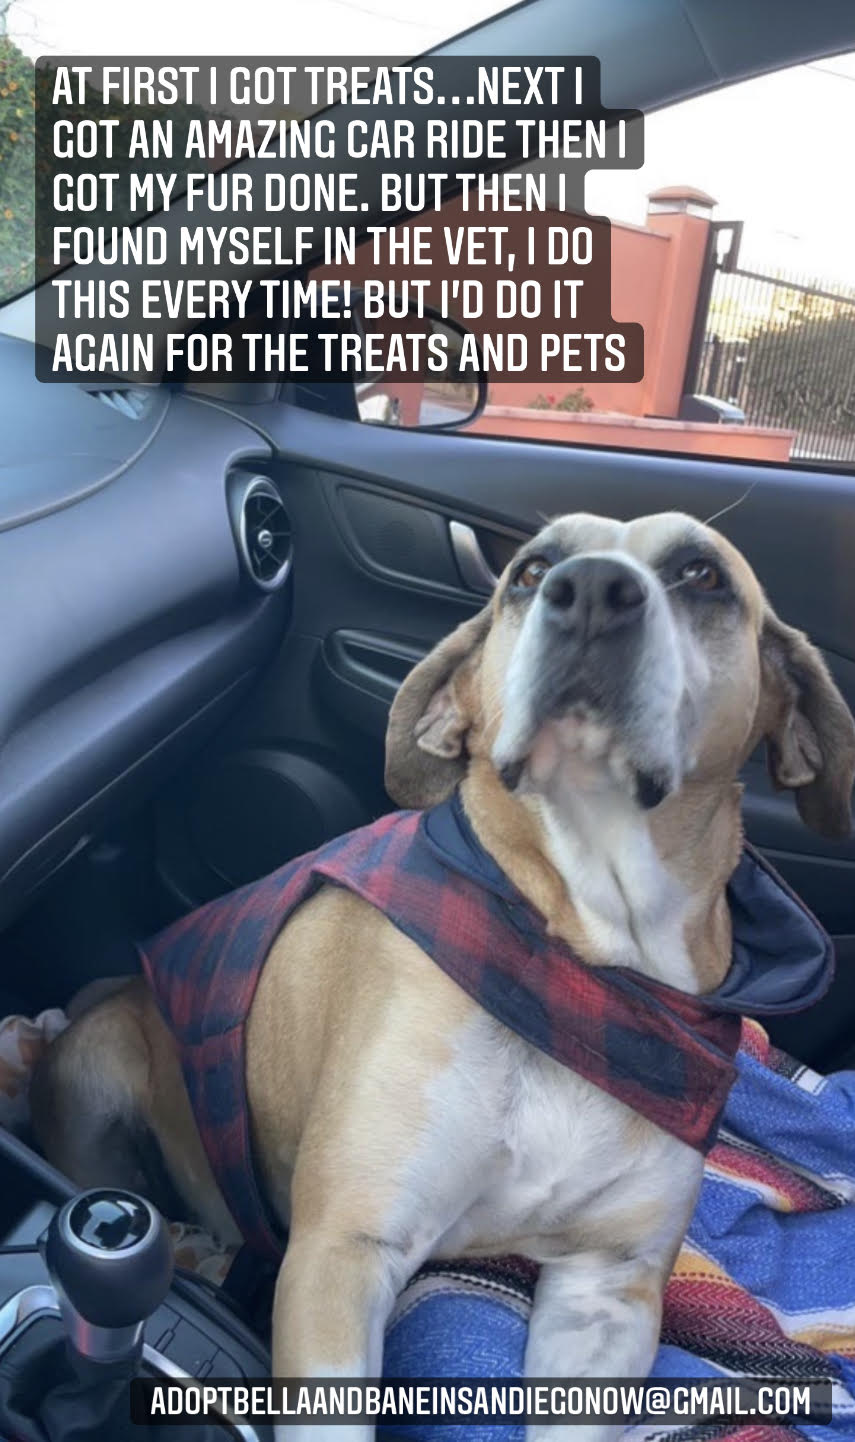 AT FIRST I GOT TREATS...NEXT I
GOT AN AMAZING CAR RIDE THEN I
GOT MY FUR DONE. BUT THEN I
FOUND MYSELF IN THE VET, I DO
THIS EVERY TIME! BUT I'D DO IT
AGAIN FOR THE TREATS AND PETS
ADOPTBELLAANDBANEINSANDIEGONOW@GMAIL.COM